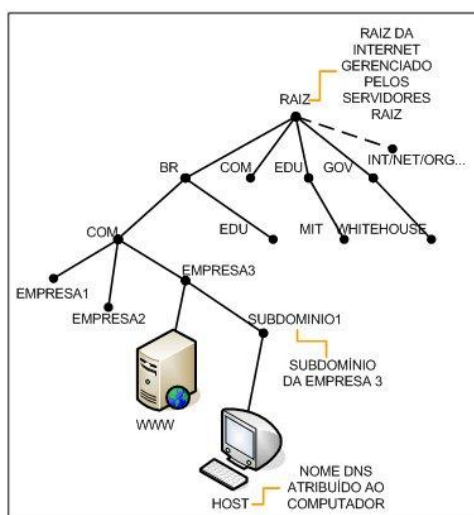 RAIZ DA
INTERNET
GERENCIADO
PELOS
SERVIDORES
RAIZ
RAIZ
INT/NET/ORG...
BR
COM
EDU
GOV
COM
EDU
MIT
WHITEHOUSE
EMPRESA1
EMPRESA2
EMPRESA3
SUBDOMINIO1
SUBDOMÍNIO
DA EMPRESA 3
WWW
HOST
NOME DNS
ATRIBUÍDO AO
COMPUTADOR